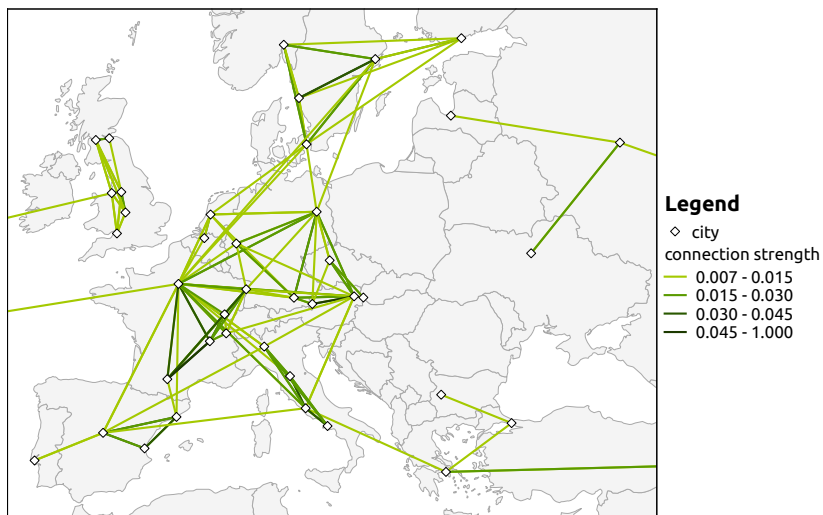 Legend
city
connection strength
0.007 - 0.015
0.015 - 0.030
0.030 - 0.045
0.045 - 1.000